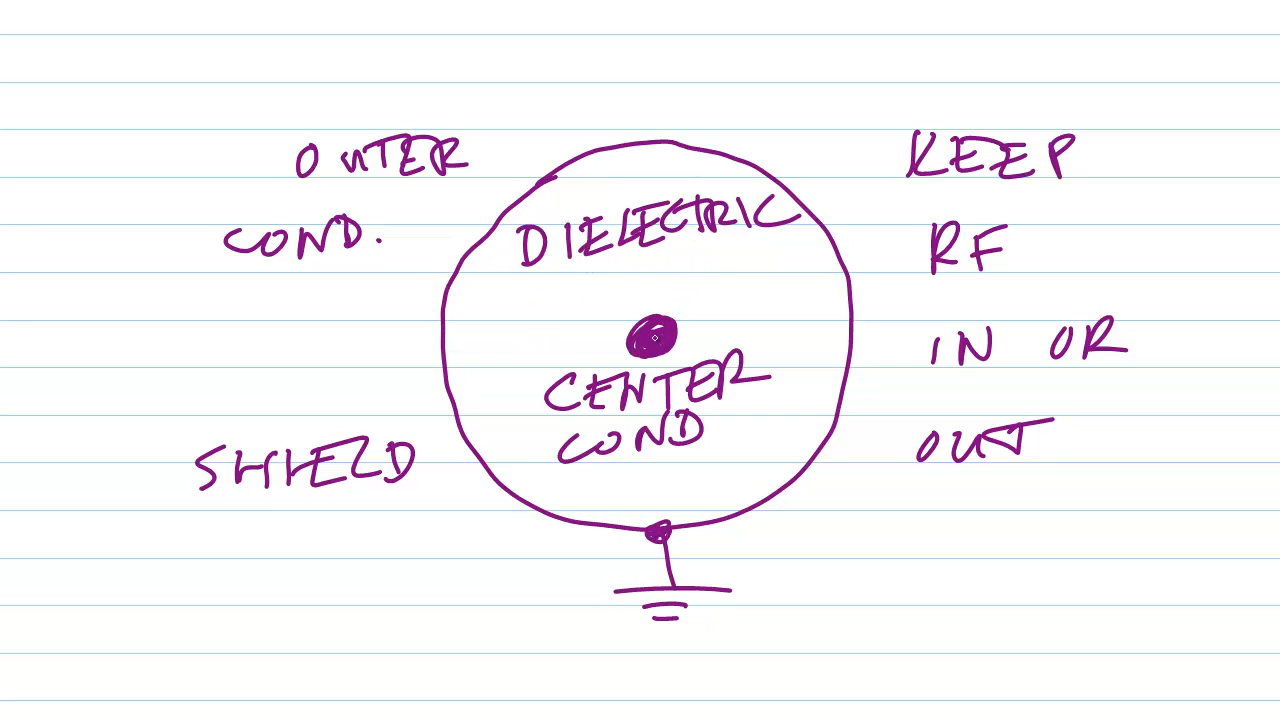 OUTER
COND.
SHIELD
DIELECTRIC
CENTER
COND
KEEP
RF
IN OR
OUT